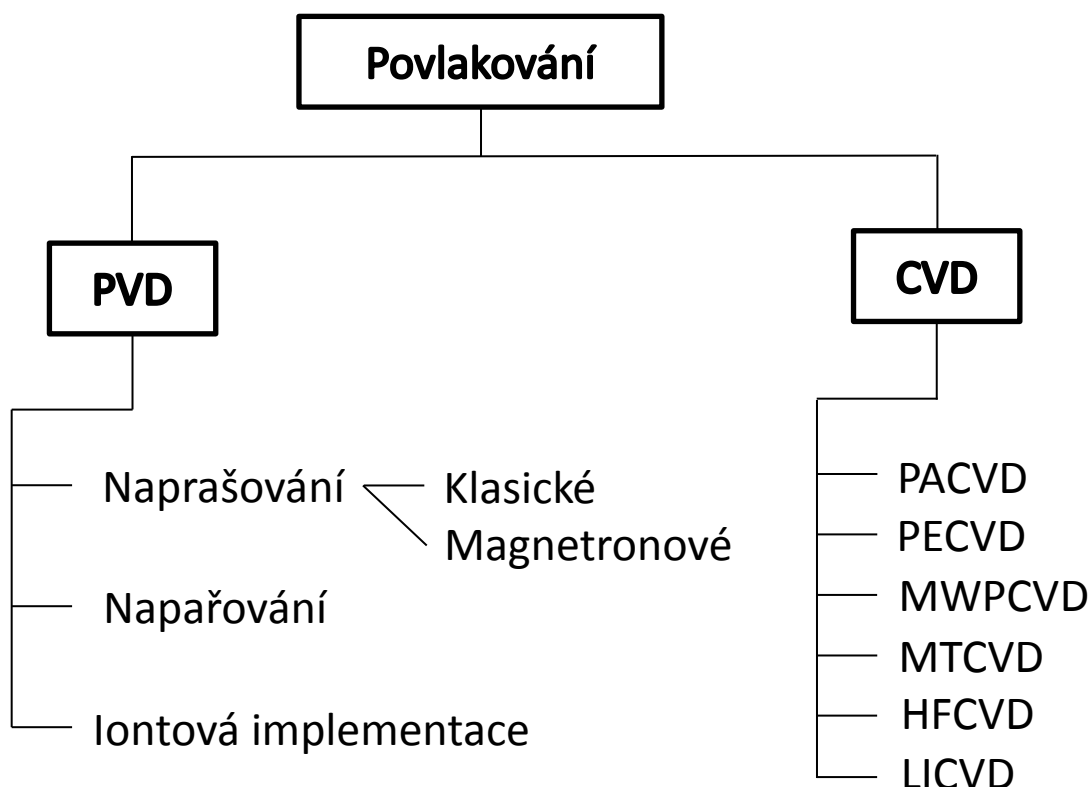 Povlakování
PVD
CVD
Naprašování
Klasické
Magnetronové
Napařování
Iontová implementace
PACVD
PECVD
MWPCVD
MTCVD
HFCVD
LICVD